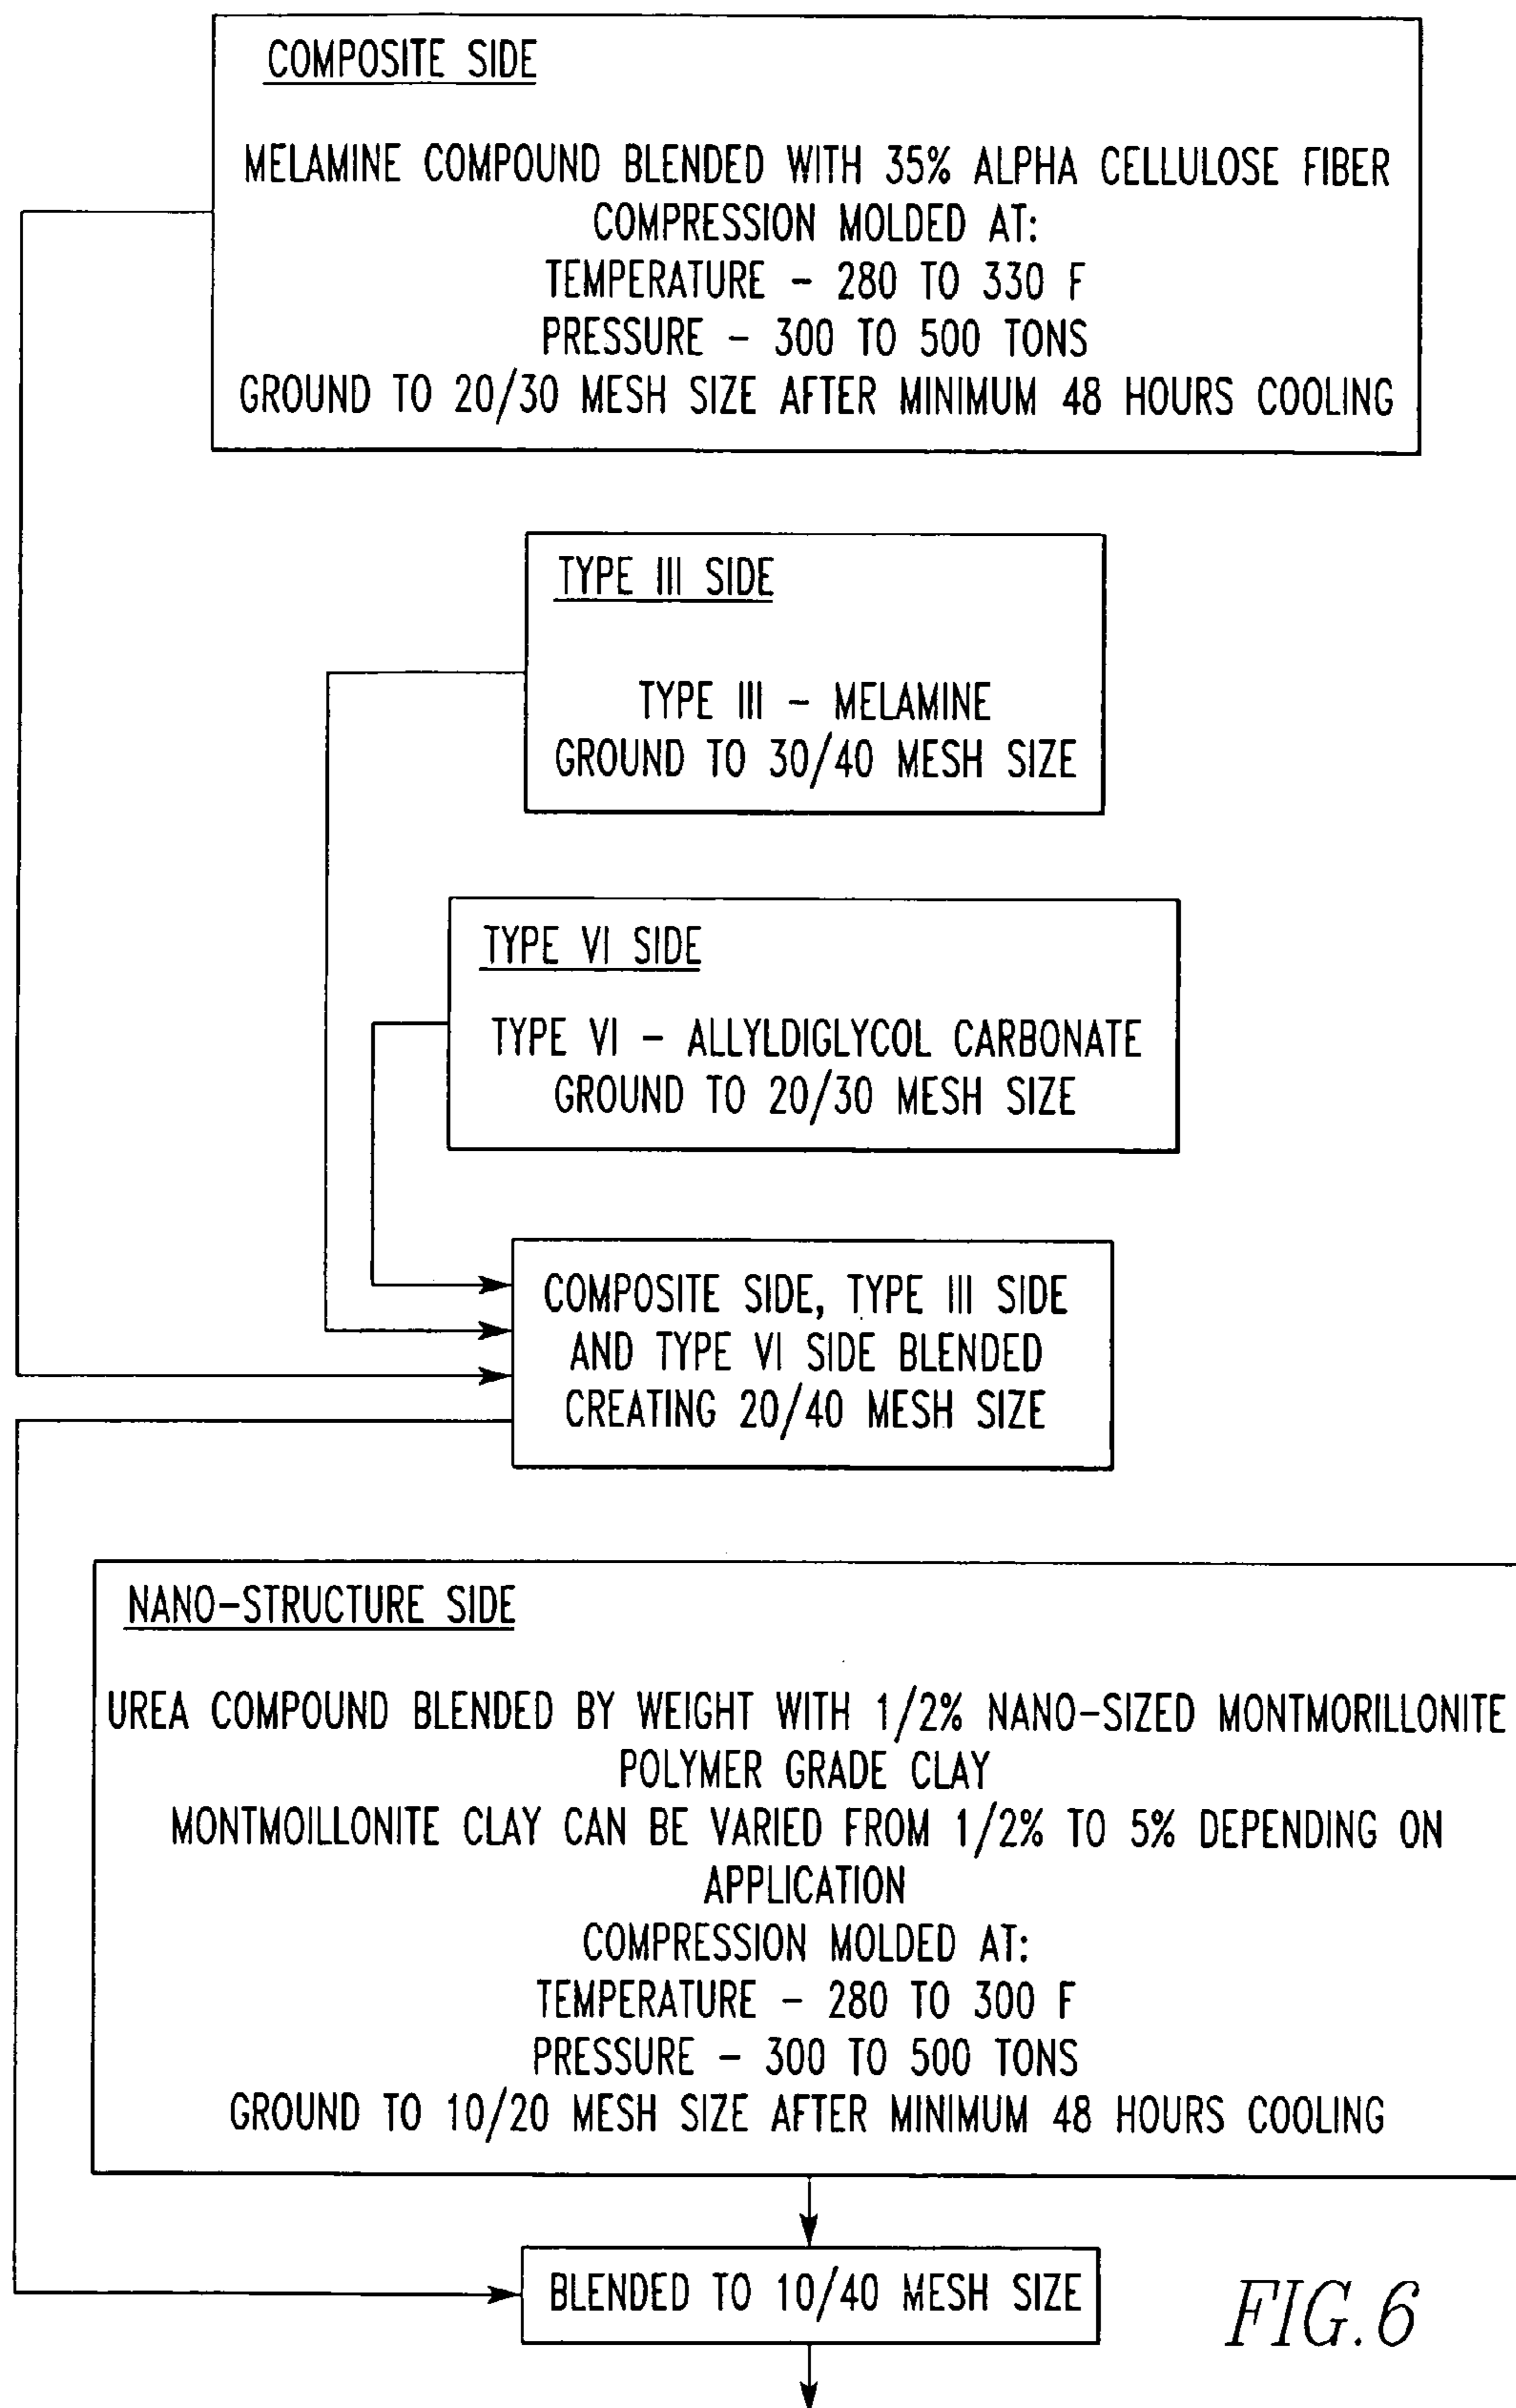 COMPOSITE SIDE
MELAMINE COMPOUND BLENDED WITH 35% ALPHA CELLULOSE FIBER
COMPRESSION MOLDED AT:
TEMPERATURE - 280 TO 330 F
PRESSURE - 300 TO 500 TONS
GROUND TO 20/30 MESH SIZE AFTER MINIMUM 48 HOURS COOLING
TYPE III SIDE
TYPE III - MELAMINE
GROUND TO 30/40 MESH SIZE
TYPE VI SIDE
TYPE VI - ALLYLDIGLYCOL CARBONATE
GROUND TO 20/30 MESH SIZE
COMPOSITE SIDE, TYPE III SIDE
AND TYPE VI SIDE BLENDED
CREATING 20/40 MESH SIZE
NANO-STRUCTURE SIDE
UREA COMPOUND BLENDED BY WEIGHT WITH 1/2% NANO-SIZED MONTMORILLONITE
POLYMER GRADE CLAY
MONTMOILLONITE CLAY CAN BE VARIED FROM 1/2% TO 5% DEPENDING ON
APPLICATION
COMPRESSION MOLDED AT:
TEMPERATURE - 280 TO 300 F
PRESSURE - 300 TO 500 TONS
GROUND TO 10/20 MESH SIZE AFTER MINIMUM 48 HOURS COOLING
BLENDED TO 10/40 MESH SIZE
FIG.6